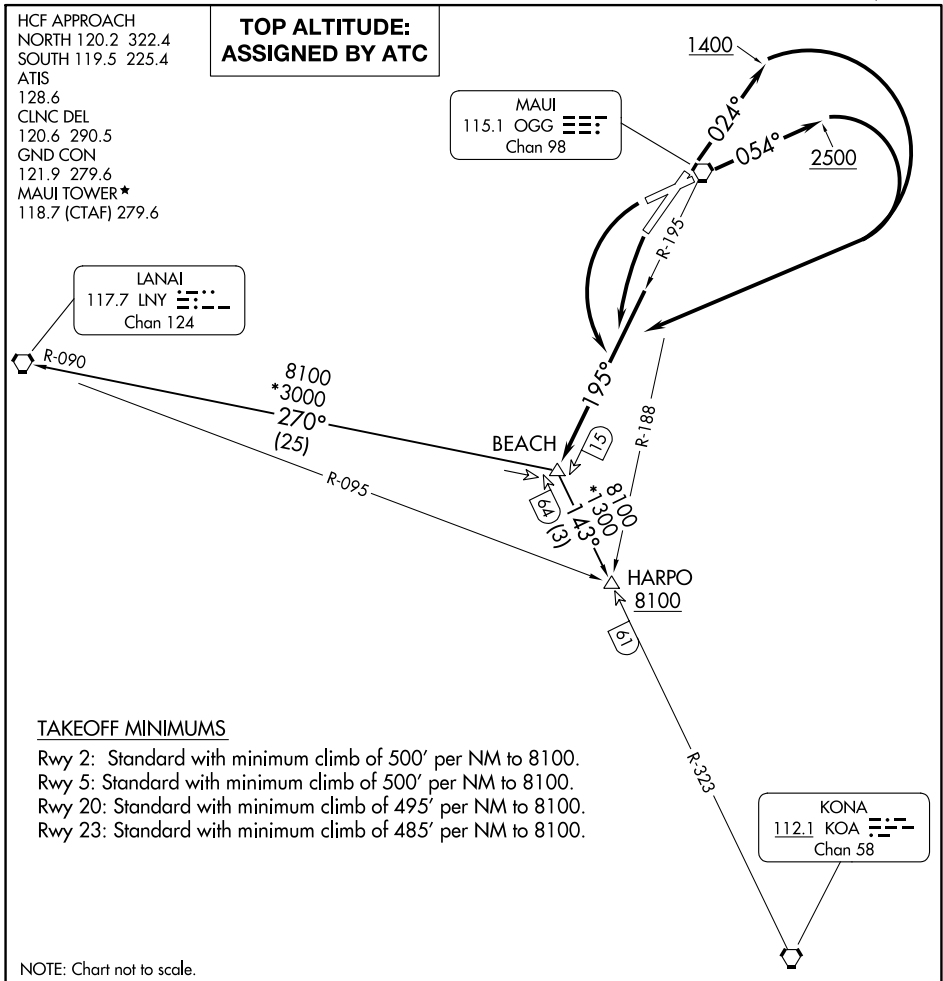 HCF APPROACH
NORTH 120.2 322.4
SOUTH 119.5 225.4
ATIS
128.6
CLNC DEL
120.6 290.5
GND CON
121.9 279.6
MAUI TOWER★
118.7 (CTAF) 279.6
TOP ALTITUDE:
ASSIGNED BY ATC
MAUI
115.1 OGG
Chan 98
1400
024°
054°
2500
R-195
LANAI
117.7 LNY
Chan 124
R-090
8100
*3000
270°
(25)
R-095
195°
R-188
BEACH
15
64
8100
*1300
143°
(3)
HARPO
8100
61
R-323
KONA
112.1 KOA
Chan 58
TAKEOFF MINIMUMS
Rwy 2: Standard with minimum climb of 500' per NM to 8100.
Rwy 5: Standard with minimum climb of 500' per NM to 8100.
Rwy 20: Standard with minimum climb of 495' per NM to 8100.
Rwy 23: Standard with minimum climb of 485' per NM to 8100.
NOTE: Chart not to scale.